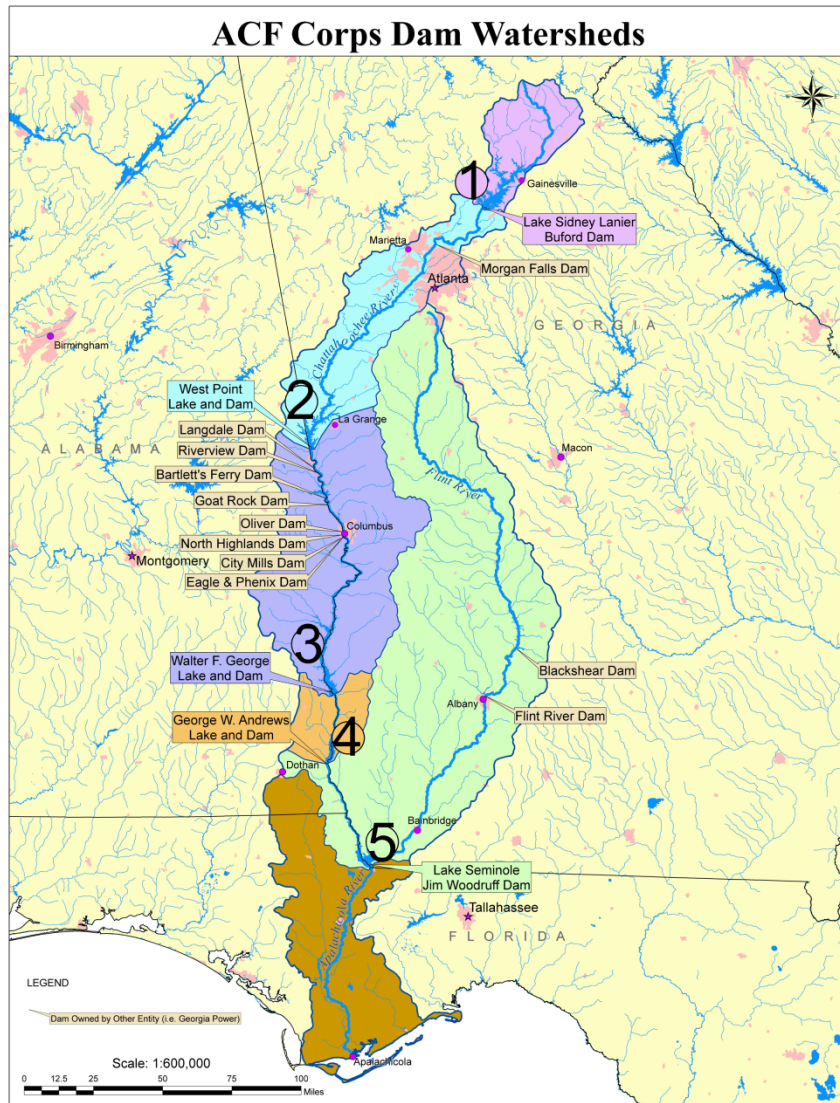 ACF Corps Dam Watersheds
1
Gainesville
Lake Sidney Lanier
Buford Dam
Marietta
Morgan Falls Dam
Atlanta
Chattahoochee River
GEORGIA
Birmingham
2
West Point
Lake and Dam
La Grange
Langdale Dam
ALABAMA
Riverview Dam
Macon
Bartlett's Ferry Dam
Flint River
Goat Rock Dam
Oliver Dam
Columbus
North Highlands Dam
City Mills Dam
Montgomery
Eagle & Phenix Dam
3
Walter F. George
Lake and Dam
Blackshear Dam
Albany
Flint River Dam
George W. Andrews
Lake and Dam
4
Dothan
Bainbridge
5
Lake Seminole
Jim Woodruff Dam
Tallahassee
FLORIDA
Apalachicola River
LEGEND
Dam Owned by Other Entity (i.e. Georgia Power)
Scale: 1:600,000
Apalachicola
0 12.5 25 50 75 100
Miles